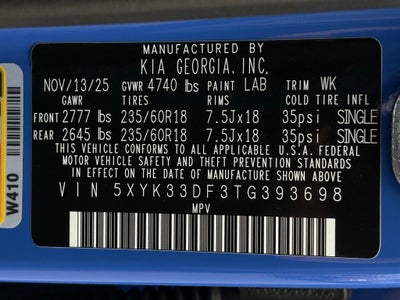 MANUFACTURED BY
KIA GEORGIA, INC.
NOV/13/25 GVWR 4740 lbs PAINT LAB TRIM WK
GAWR TIRES RIMS COLD TIRE INFL
FRONT 2777 lbs 235/60R18 7.5Jx18 35psi SINGLE
REAR 2645 lbs 235/60R18 7.5Jx18 35psi SINGLE
THIS VEHICLE CONFORMS TO ALL APPLICABLE U.S.A. FEDERAL
MOTOR VEHICLE SAFETY, BUMPER, AND THEFT PREVENTION
STANDARDS IN EFFECT ON THE DATE OF MANUFACTURE SHOWN ABOVE.
VIN 5XYK33DF3TG393698
MPV
W410